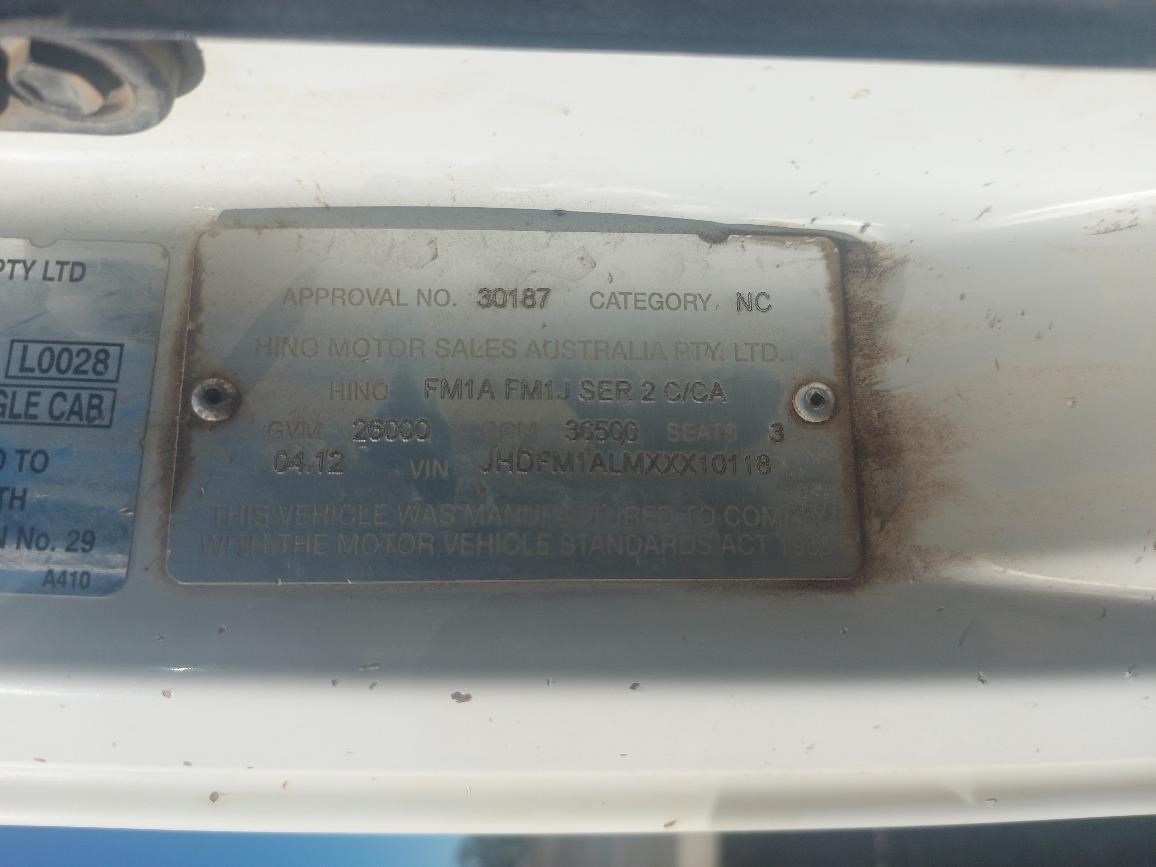 PTY LTD
L0028
GLE CAB
TO
TH
No. 29
A410
APPROVAL NO. 30187 CATEGORY. NC
HINO MOTOR SALES AUSTRALIA PTY. LTD.
HINO FM1A FM1J SER 2 C/CA
GVM 26000 GCM 36500 SEATS 3
04.12 VIN JHDFM1ALMXXX10118
THIS VEHICLE WAS MANUFACTURED TO COMPLY
WITH THE MOTOR VEHICLE STANDARDS ACT